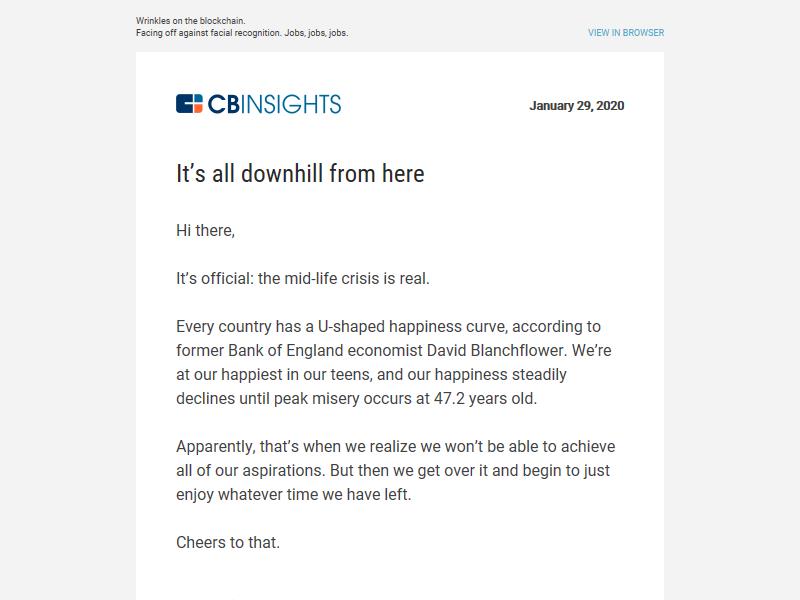 Wrinkles on the blockchain.
Facing off against facial recognition. Jobs, jobs, jobs.
VIEW IN BROWSER
CBINSIGHTS
January 29, 2020
It's all downhill from here
Hi there,
It's official: the mid-life crisis is real.
Every country has a U-shaped happiness curve, according to
former Bank of England economist David Blanchflower. We're
at our happiest in our teens, and our happiness steadily
declines until peak misery occurs at 47.2 years old.
Apparently, that's when we realize we won't be able to achieve
all of our aspirations. But then we get over it and begin to just
enjoy whatever time we have left.
Cheers to that.